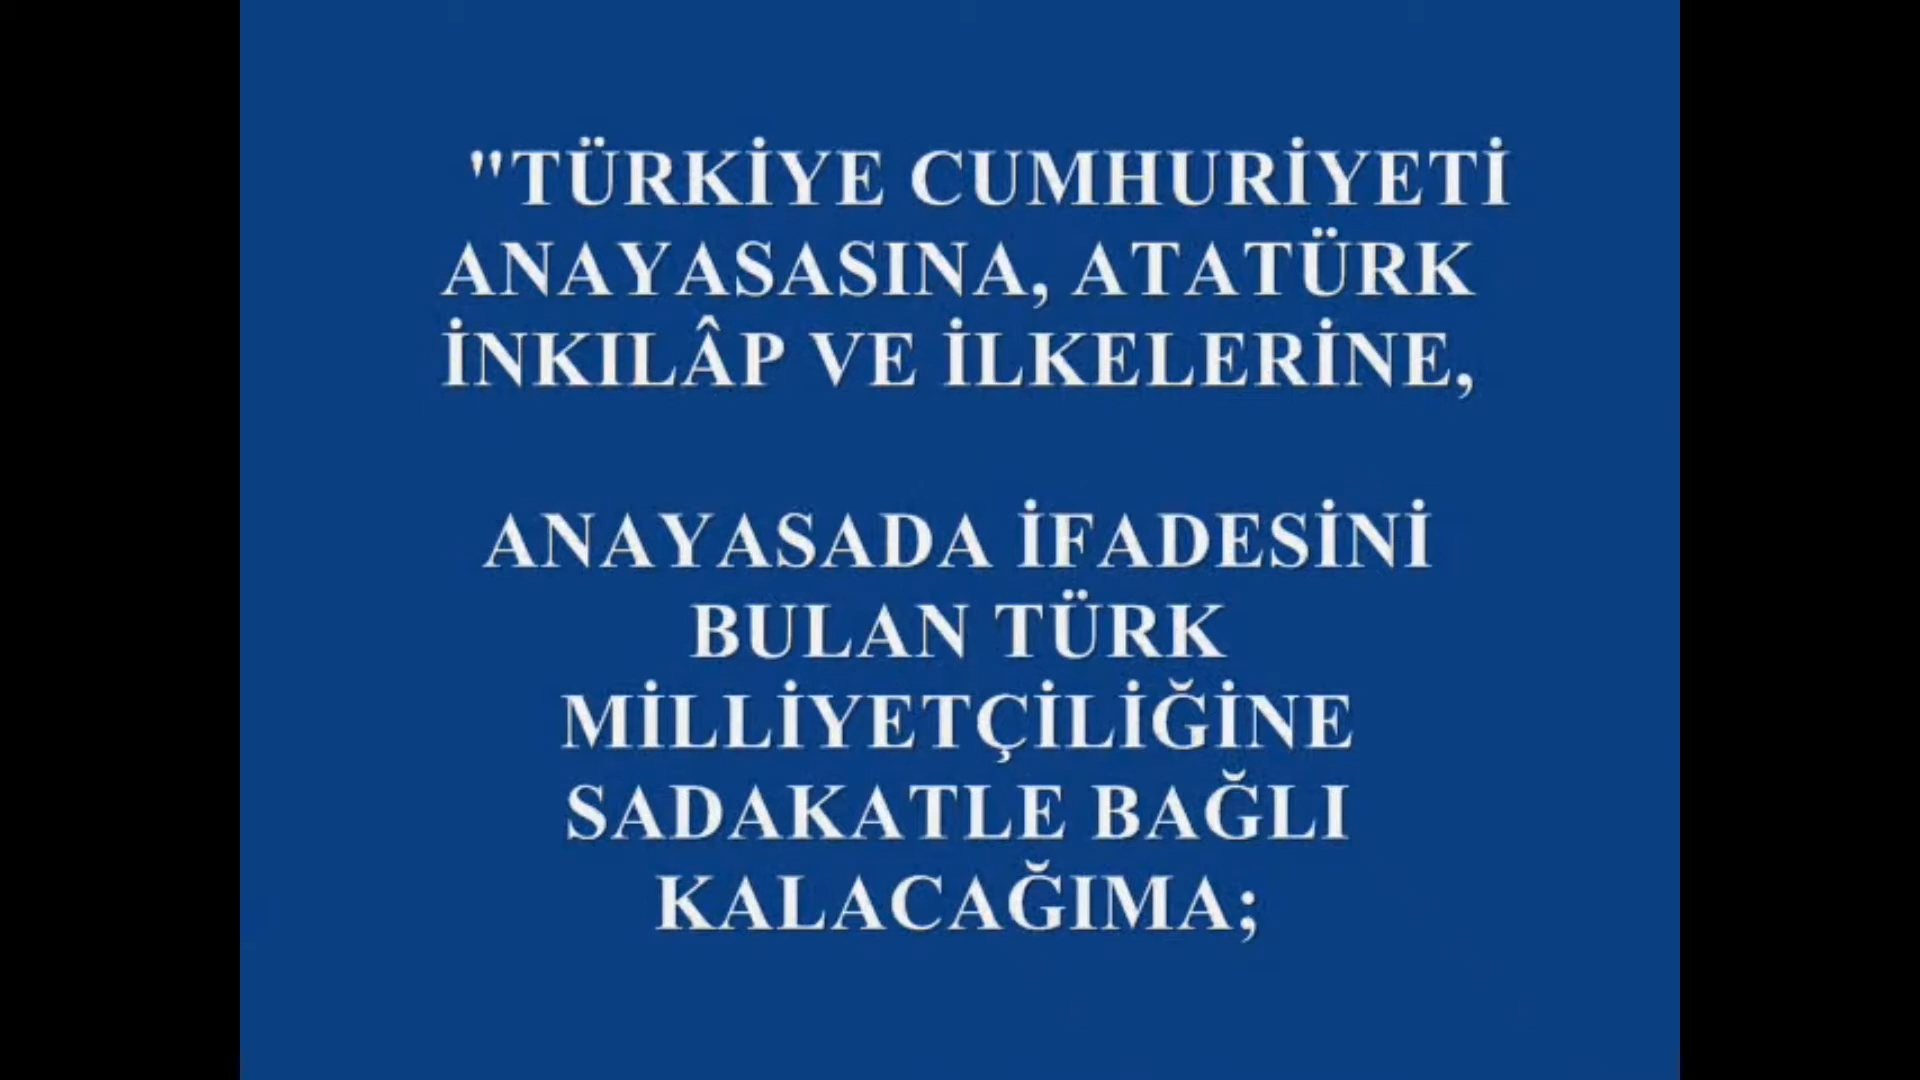 "TÜRKİYE CUMHURİYETİ
ANAYASASINA, ATATÜRK
İNKILÂP VE İLKELERİNE,
ANAYASADA İFADESİNİ
BULAN TÜRK
MİLLİYETÇİLİĞİNE
SADAKATLE BAĞLI
KALACAĞIMA;